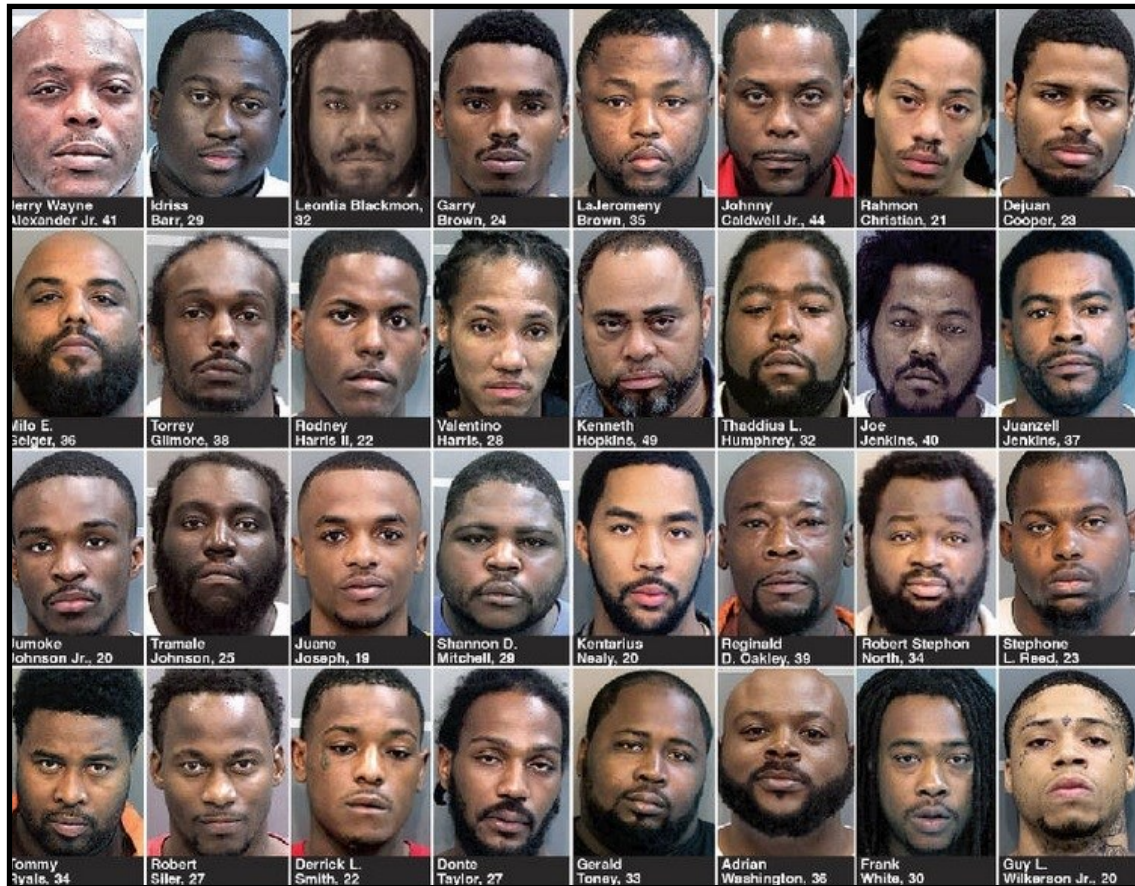 Jerry Wayne
Alexander Jr. 41
Idriss
Barr, 29
Leontia Blackmon,
32
Garry
Brown, 24
LaJeromeny
Brown, 35
Johnny
Caldwell Jr., 44
Rahmon
Christian, 21
Dejuan
Cooper, 23
Milo E.
Geiger, 36
Torrey
Gilmore, 38
Rodney
Harris II, 22
Valentino
Harris, 28
Kenneth
Hopkins, 49
Thaddius L.
Humphrey, 32
Joe
Jenkins, 40
Juanzell
Jenkins, 37
Jumoke
Johnson Jr., 20
Tramale
Johnson, 25
Juane
Joseph, 19
Shannon D.
Mitchell, 29
Kentarius
Nealy, 20
Reginald
D. Oakley, 39
Robert Stephon
North, 34
Stephone
L. Reed, 23
Tommy
Ryals, 34
Robert
Siler, 27
Derrick L.
Smith, 22
Donte
Taylor, 27
Gerald
Toney, 33
Adrian
Washington, 36
Frank
White, 30
Guy L.
Wilkerson Jr., 20